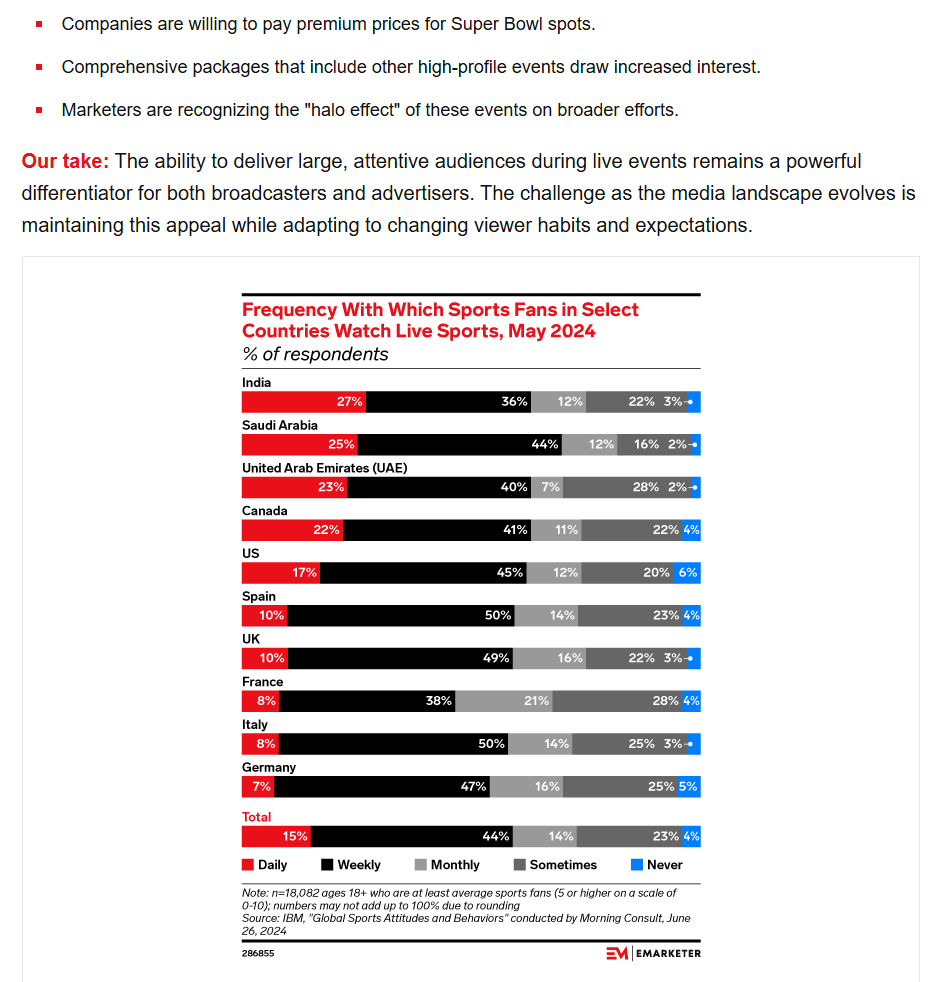 Companies are willing to pay premium prices for Super Bowl spots.
Comprehensive packages that include other high-profile events draw increased interest.
Marketers are recognizing the "halo effect" of these events on broader efforts.
Our take: The ability to deliver large, attentive audiences during live events remains a powerful
differentiator for both broadcasters and advertisers. The challenge as the media landscape evolves is
maintaining this appeal while adapting to changing viewer habits and expectations.
Frequency With Which Sports Fans in Select
Countries Watch Live Sports, May 2024
% of respondents
India
27% 36% 12% 22% 3%
Saudi Arabia
25% 44% 12% 16% 2%
United Arab Emirates (UAE)
23% 40% 7% 28% 2%
Canada
22% 41% 11% 22% 4%
US
17% 45% 12% 20% 6%
Spain
10% 50% 14% 23% 4%
UK
10% 49% 16% 22% 3%
France
8% 38% 21% 28% 4%
Italy
8% 50% 14% 25% 3%
Germany
7% 47% 16% 25% 5%
Total
15% 44% 14% 23% 4%
Daily Weekly Monthly Sometimes Never
Note: n=18,082 ages 18+ who are at least average sports fans (5 or higher on a scale of
0-10); numbers may not add up to 100% due to rounding
Source: IBM, "Global Sports Attitudes and Behaviors" conducted by Morning Consult, June
26, 2024
286855 EM EMARKETER